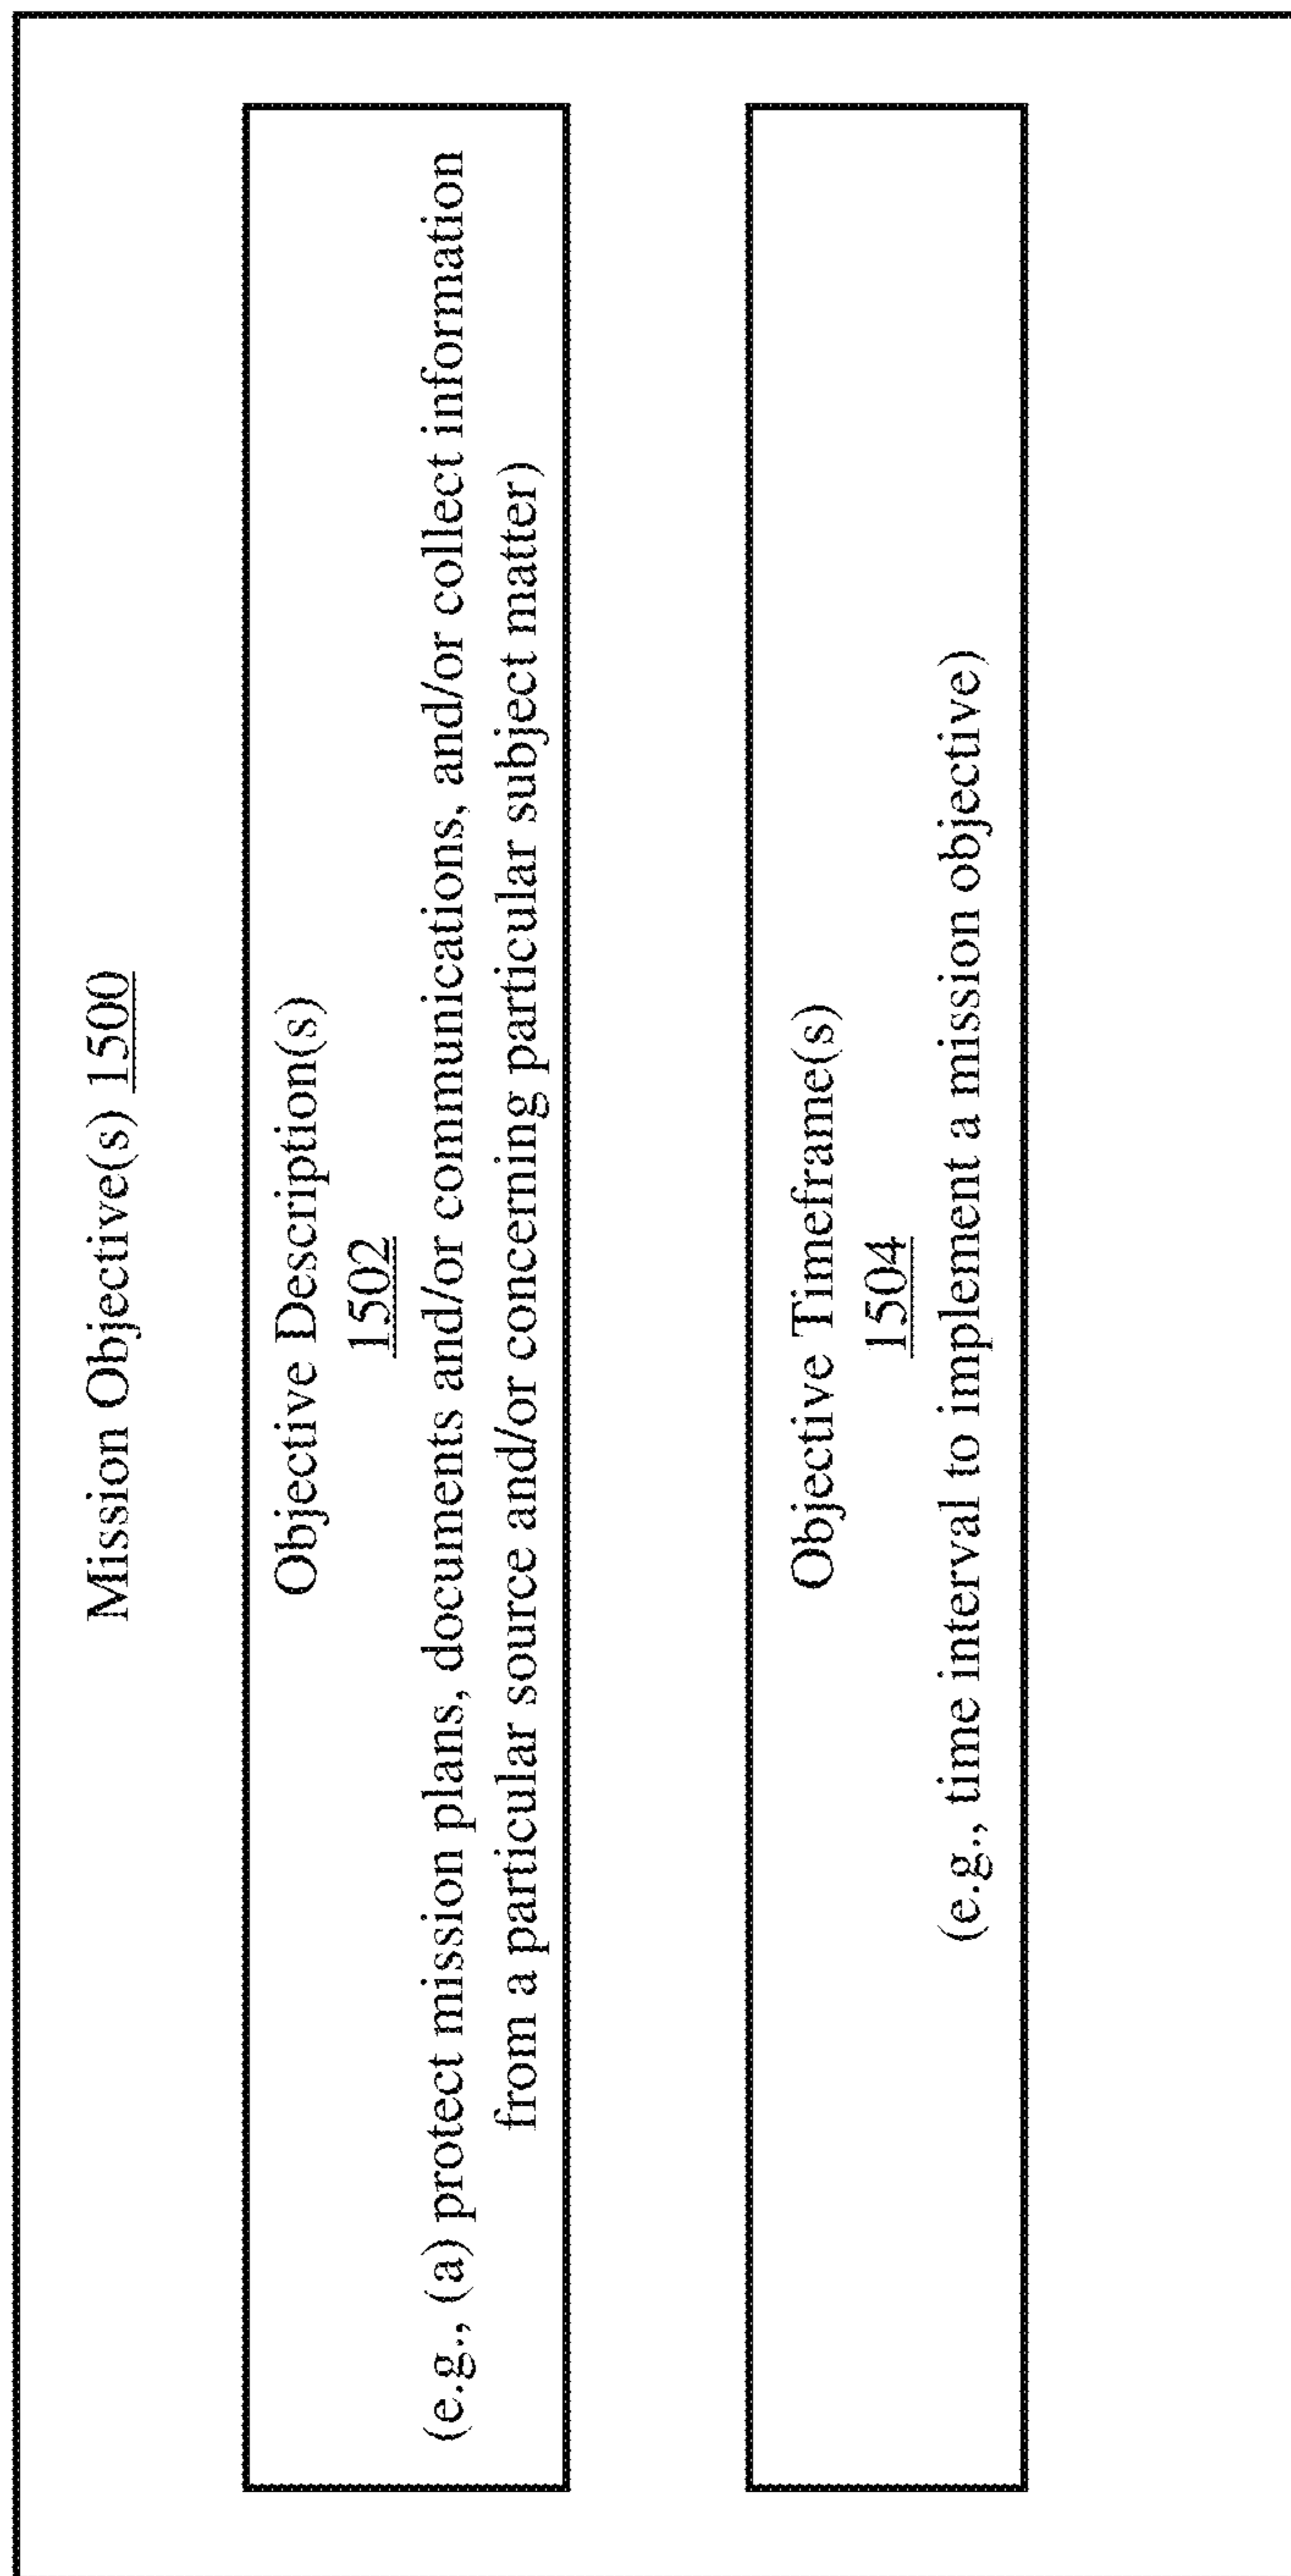 Mission Objective(s) 1500
Objective Description(s)
1502
(e.g., (a) protect mission plans, documents and/or communications, and/or collect information
from a particular source and/or concerning particular subject matter)
Objective Timeframe(s)
1504
(e.g., time interval to implement a mission objective)